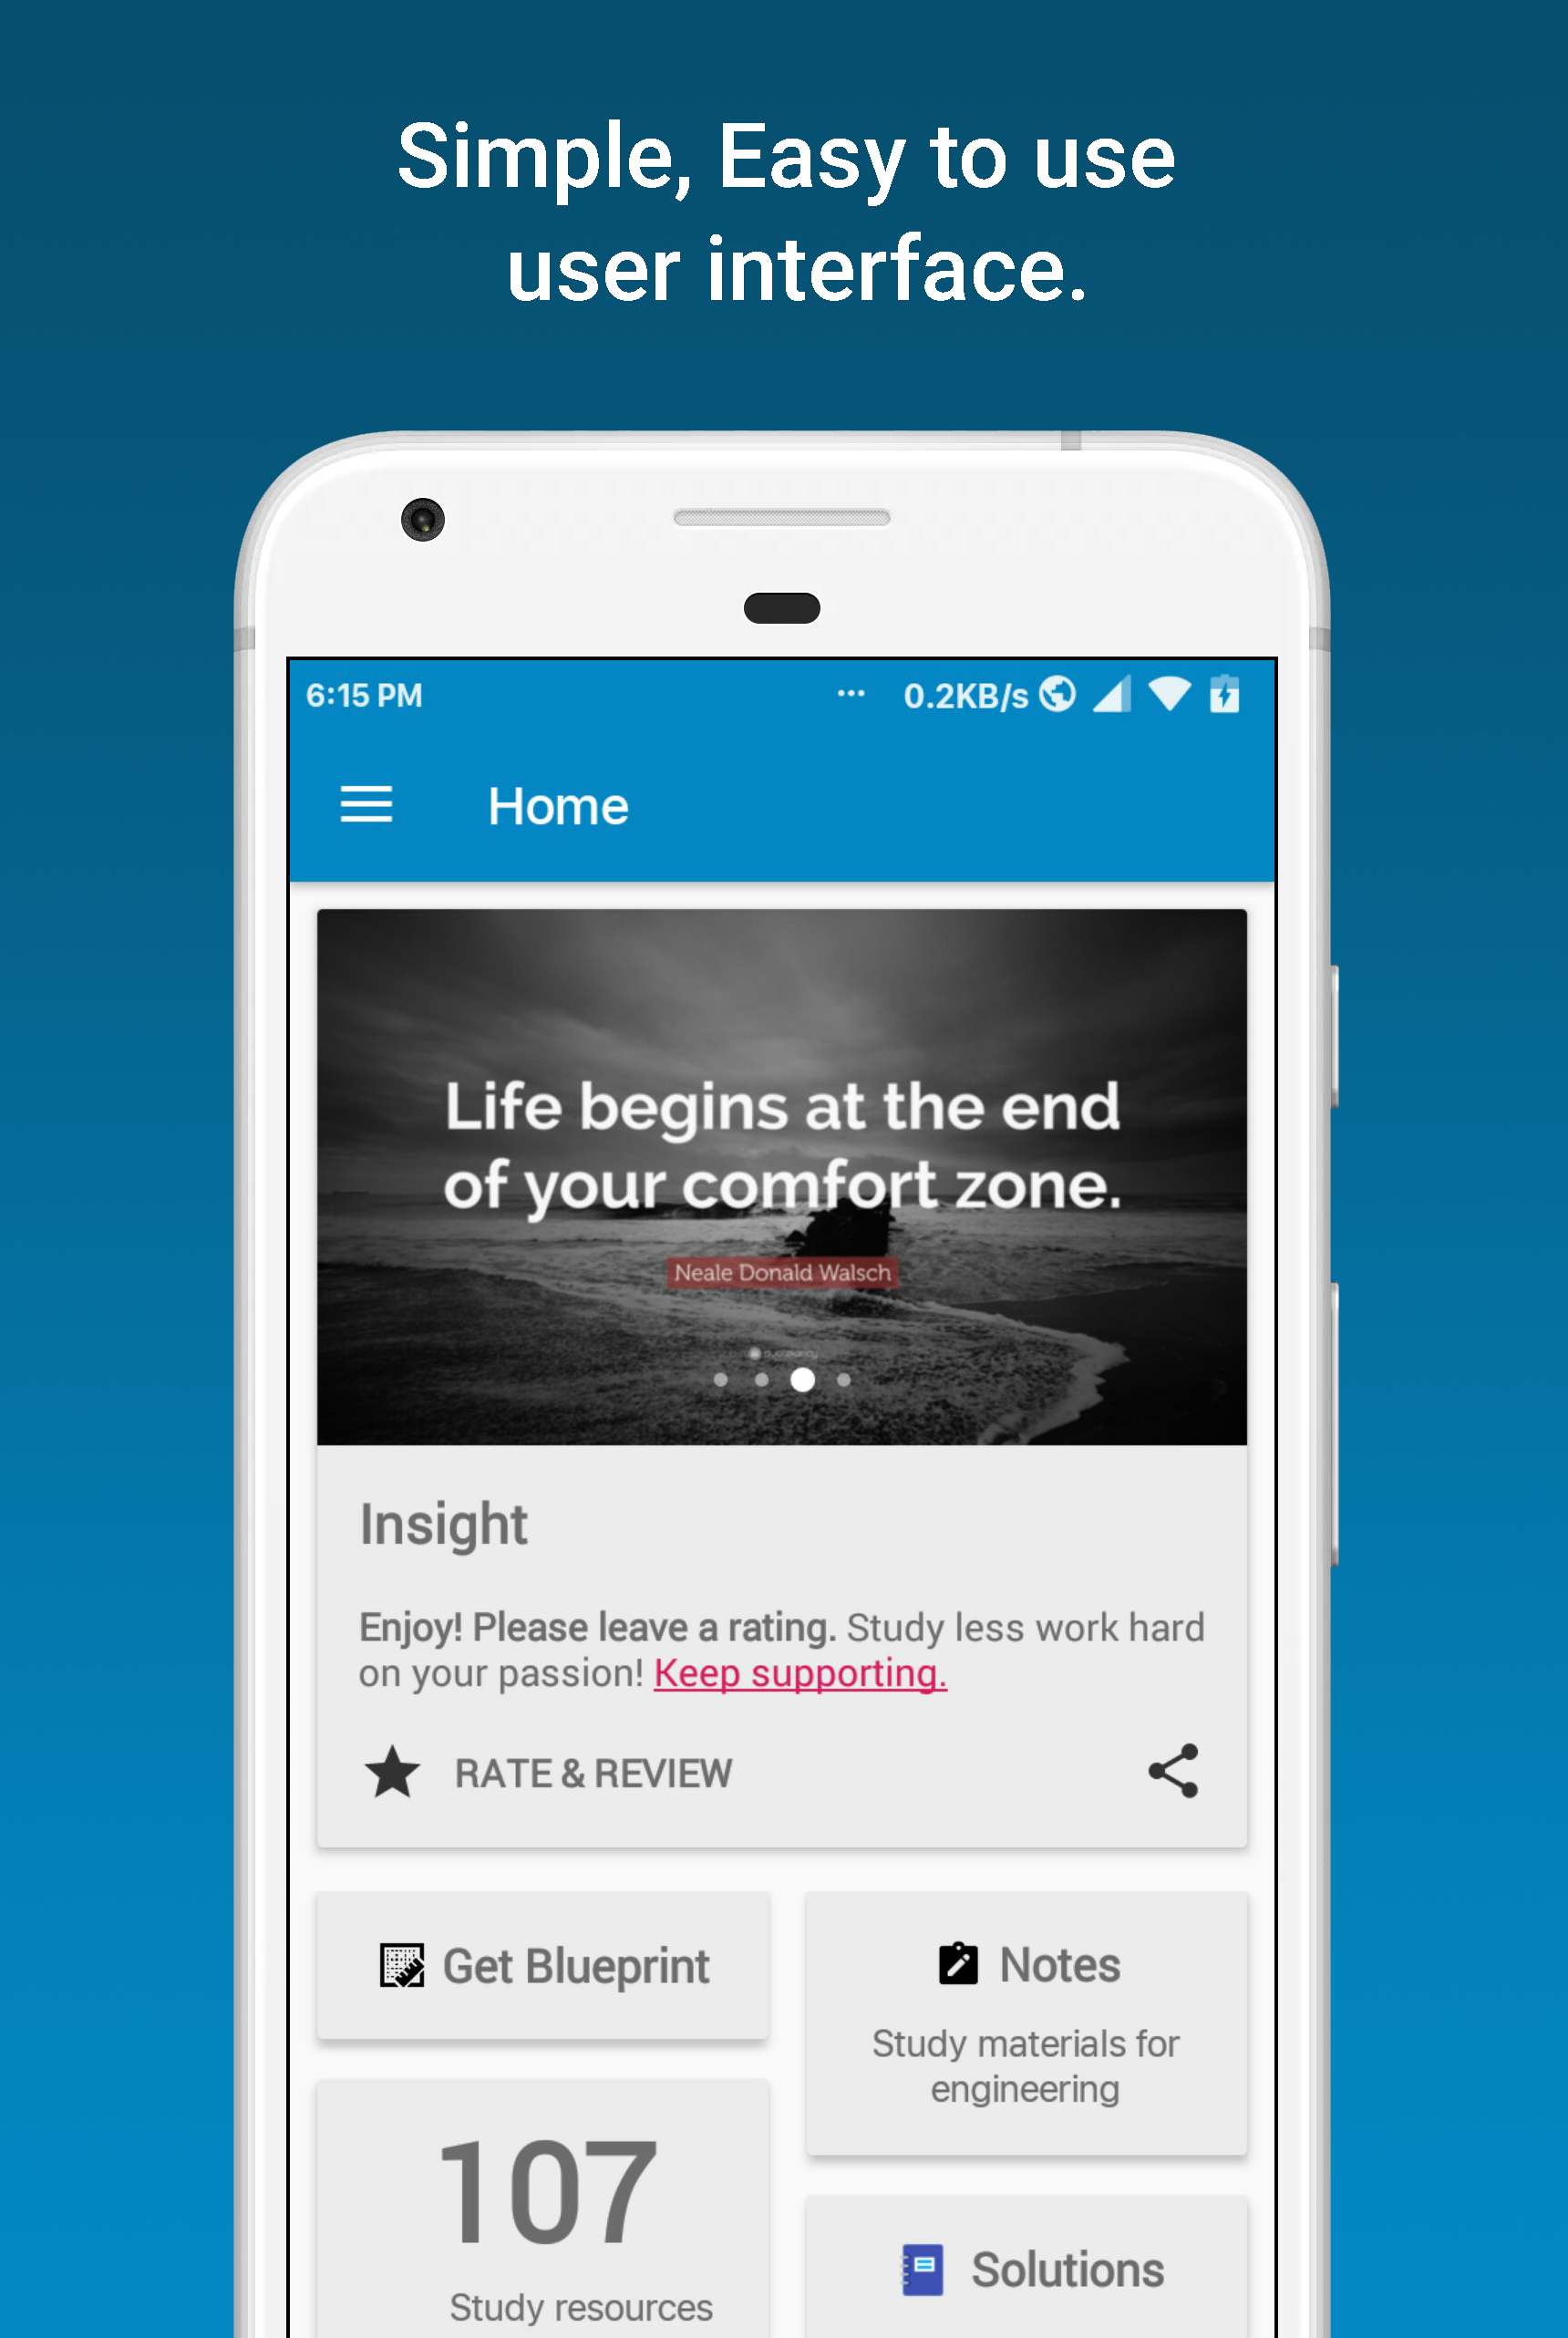 Simple, Easy to use
user interface.
6:15 PM
0.2KB/s
Home
Life begins at the end
of your comfort zone.
Neale Donald Walsch
quotefancy
Insight
Enjoy! Please leave a rating. Study less work hard
on your passion! Keep supporting.
RATE & REVIEW
Get Blueprint
Notes
Study materials for
engineering
107
Study resources
Solutions